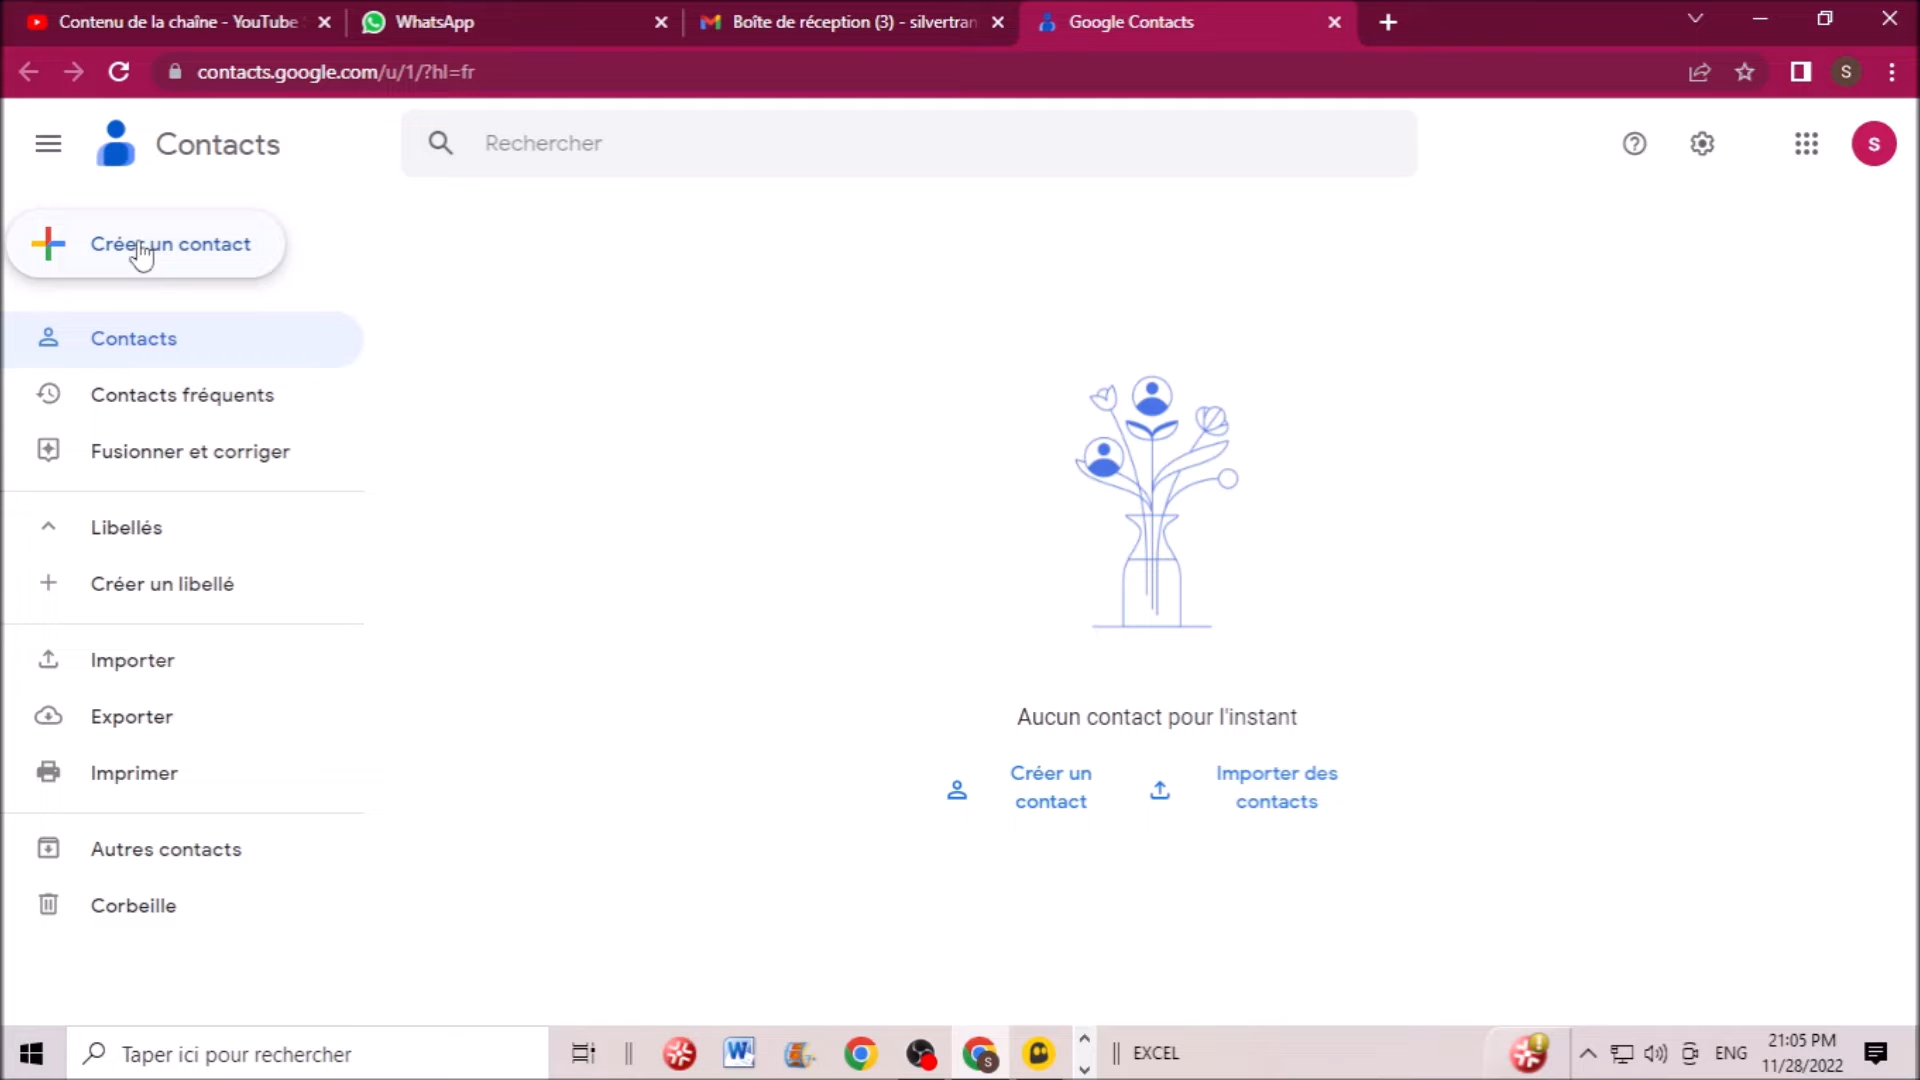 Contenu de la chaîne - YouTube
WhatsApp
Boîte de réception (3) - silvertran
Google Contacts
contacts.google.com/u/1/?hl=fr
S
Contacts
Rechercher
S
Créer un contact
Contacts
Contacts fréquents
Fusionner et corriger
Libellés
Créer un libellé
Importer
Exporter
Imprimer
Autres contacts
Corbeille
Aucun contact pour l'instant
Créer un
contact
Importer des
contacts
Taper ici pour rechercher
W
S
EXCEL
ENG
21:05 PM
11/28/2022